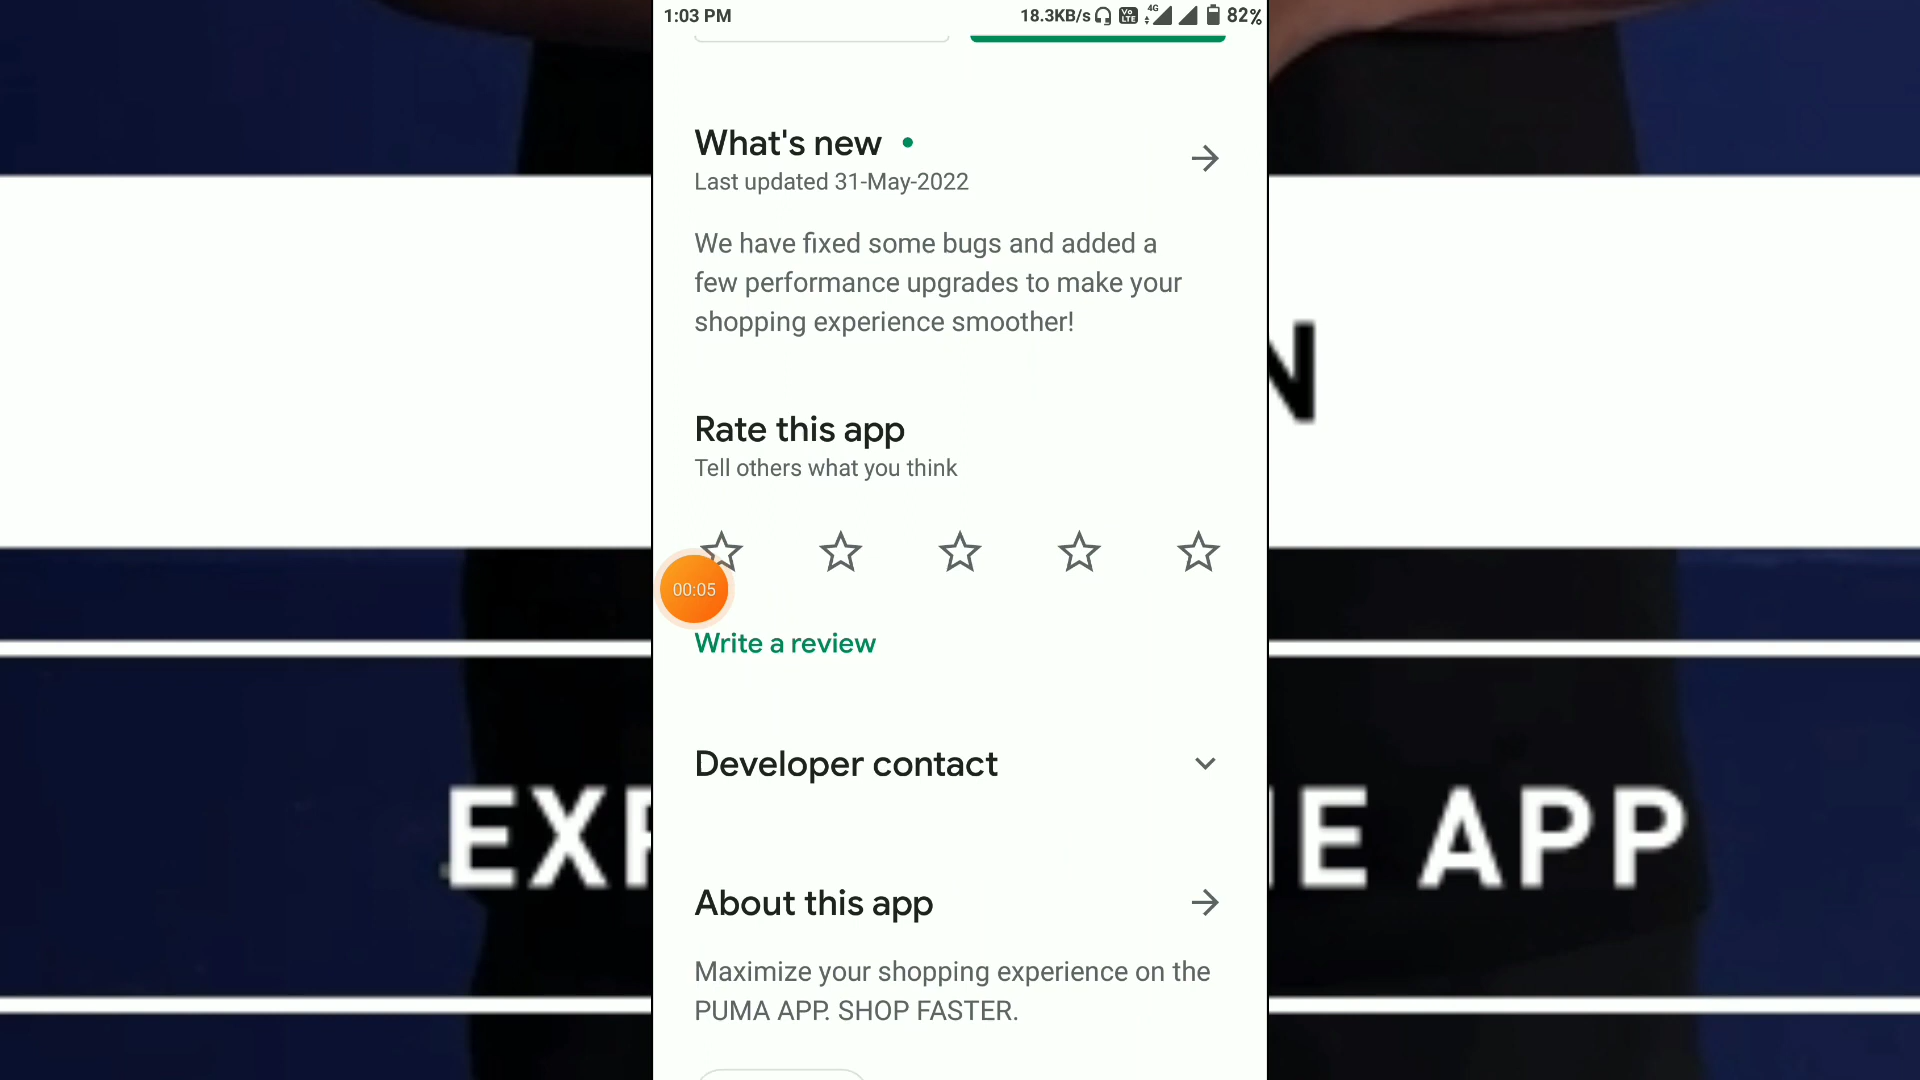 1:03 PM
18.3KB/s
Vo LTE
4G
82%
What's new
Last updated 31-May-2022
We have fixed some bugs and added a
few performance upgrades to make your
shopping experience smoother!
N
Rate this app
Tell others what you think
00:05
Write a review
Developer contact
EXP
E APP
About this app
Maximize your shopping experience on the
PUMA APP. SHOP FASTER.